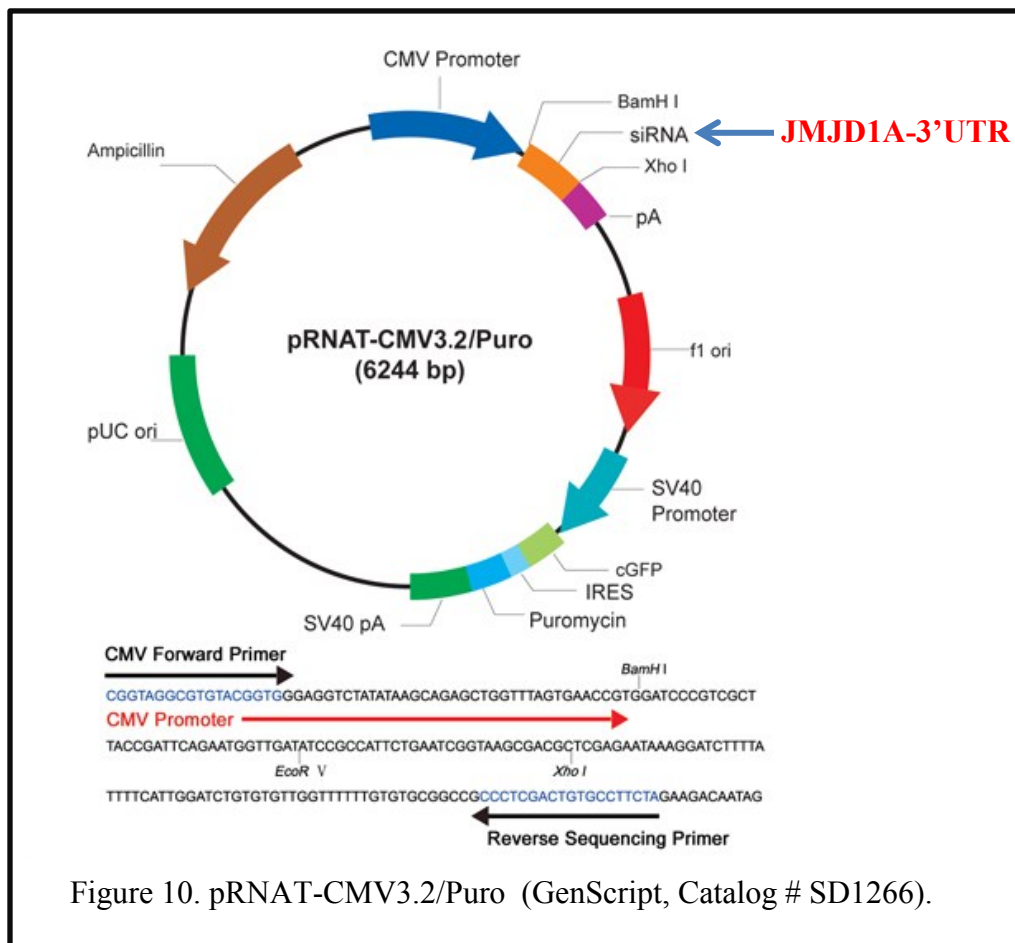 CMV Promoter
BamH I
siRNA
JMJD1A-3’UTR
Xho I
pA
Ampicillin
pRNAT-CMV3.2/Puro
(6244 bp)
f1 ori
pUC ori
SV40
Promoter
cGFP
IRES
Puromycin
SV40 pA
CMV Forward Primer
BamH I
CGGTAGGCGTGTACGGTGGGAGGTCTATATAAGCAGAGCTGGTTTAGTGAACCGTGGATCCCGTCGCT
CMV Promoter
TACCGATTCAGAATGGTTGATATCCGCCATTCTGAATCGGTAAGCGACGCTCGAGAATAAAGGATCTTTTA
EcoR V
Xho I
TTTTCATTGGATCTGTGTGTTGGTTTTTTGTGTGCGGCCGCCCTCGACTGTGCCTTCTAGAAGACAATAG
Reverse Sequencing Primer
Figure 10. pRNAT-CMV3.2/Puro (GenScript, Catalog # SD1266).